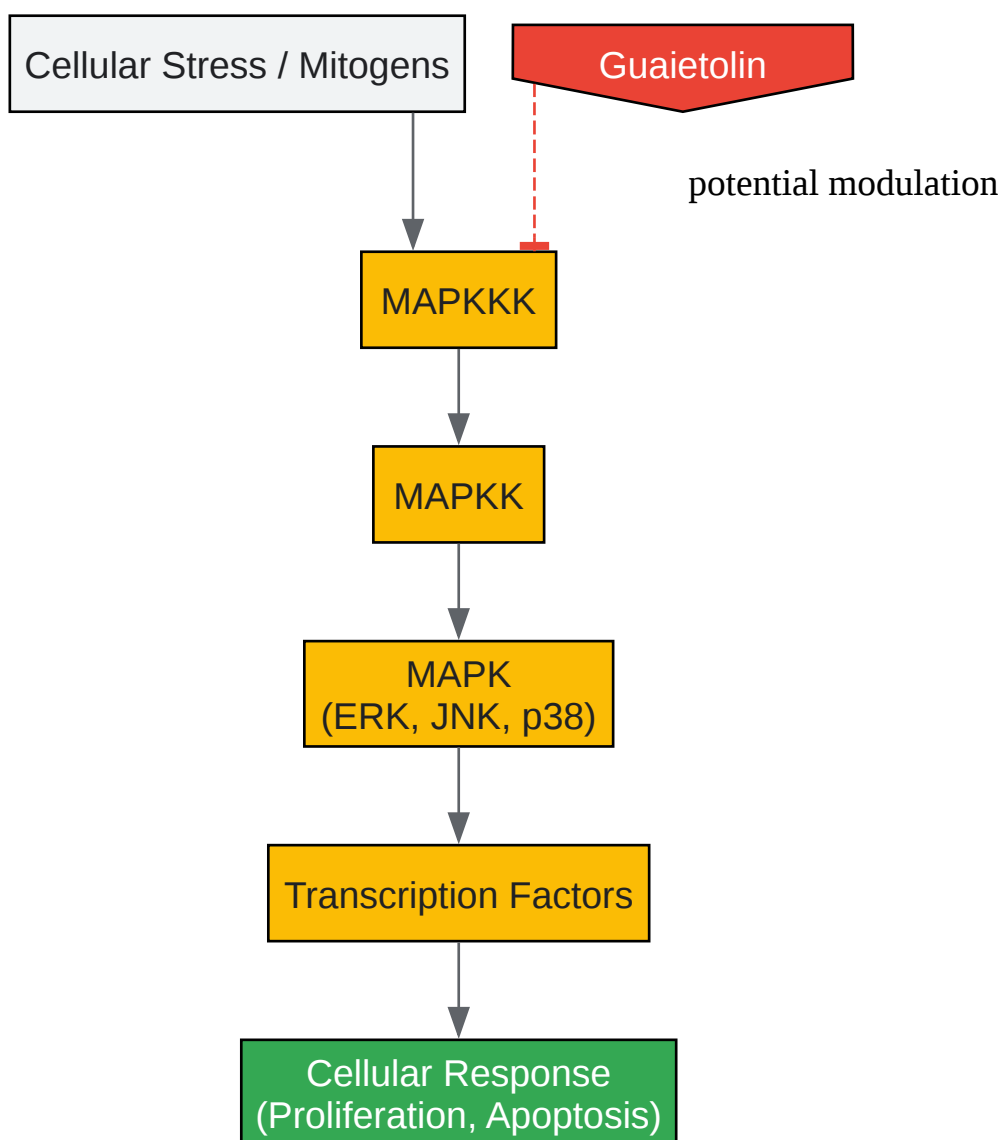 Cellular Stress / Mitogens
Guaietolin
potential modulation
MAPKKK
MAPKK
MAPK
(ERK, JNK, p38)
Transcription Factors
Cellular Response
(Proliferation, Apoptosis)